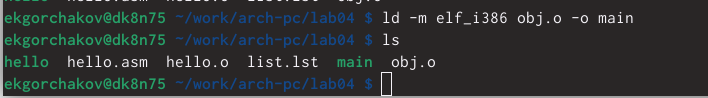 ekgorchakov@dk8n75 ~/work/arch-pc/lab04 $ ld -m elf_i386 obj.o -o main
ekgorchakov@dk8n75 ~/work/arch-pc/lab04 $ ls
hello hello.asm hello.o list.lst main obj.o
ekgorchakov@dk8n75 ~/work/arch-pc/lab04 $